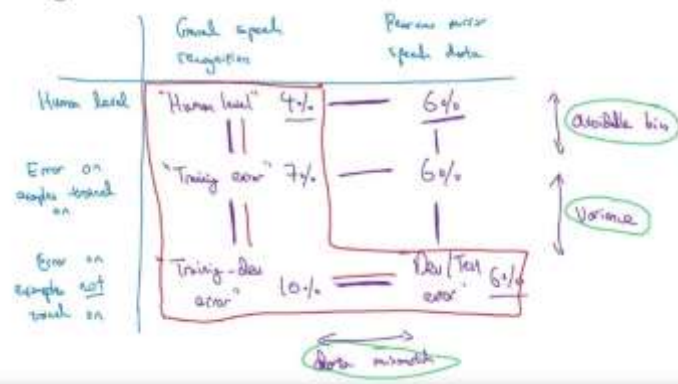 General speech recognition
Rearview mirror speech data
Human level
"Human level" 4%
6%
avoidable bias
Error on examples trained on
"Training error" 7%
6%
Variance
Error on examples not trained on
"Training-dev error" 10%
"Dev/Test error" 6%
data mismatch